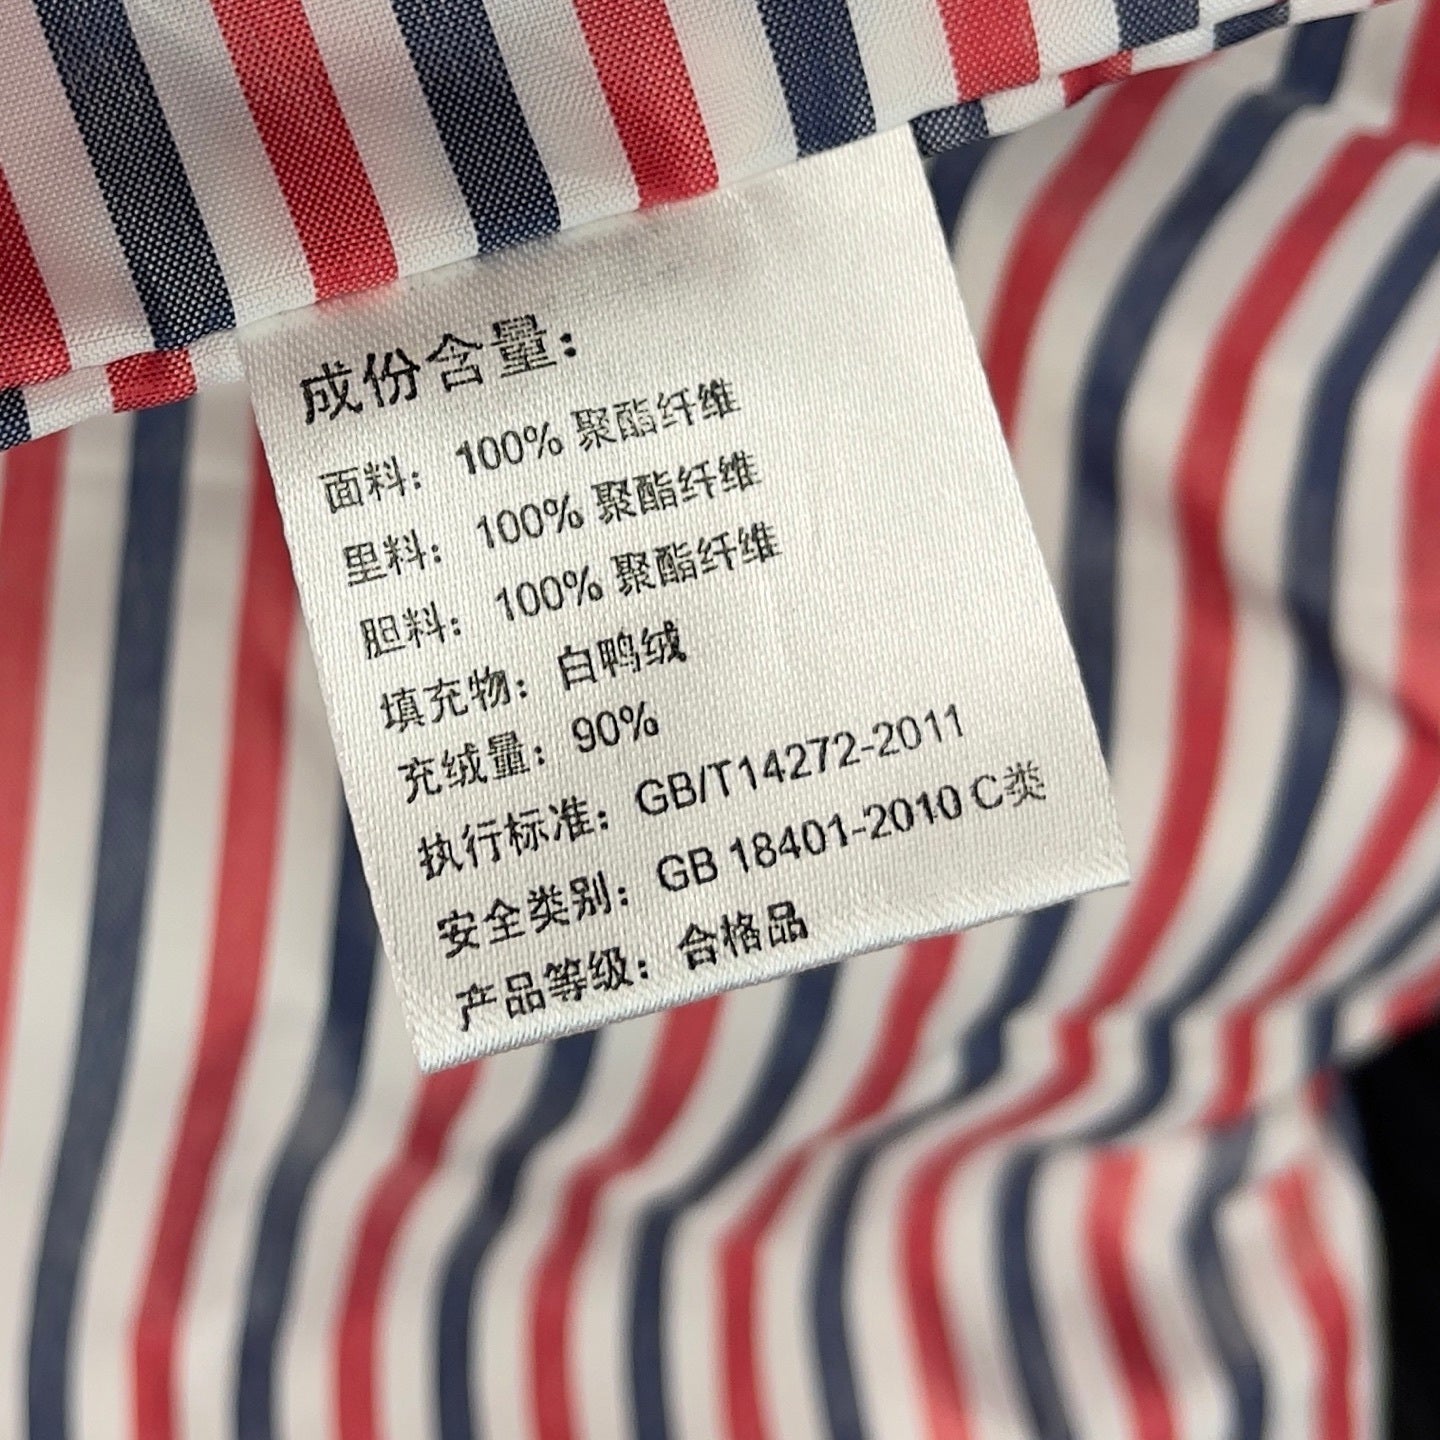 成份含量：
面料： 100% 聚酯纤维
里料： 100% 聚酯纤维
胆料： 100% 聚酯纤维
填充物： 白鸭绒
充绒量： 90%
执行标准： GB/T14272-2011
安全类别： GB 18401-2010 C类
产品等级： 合格品